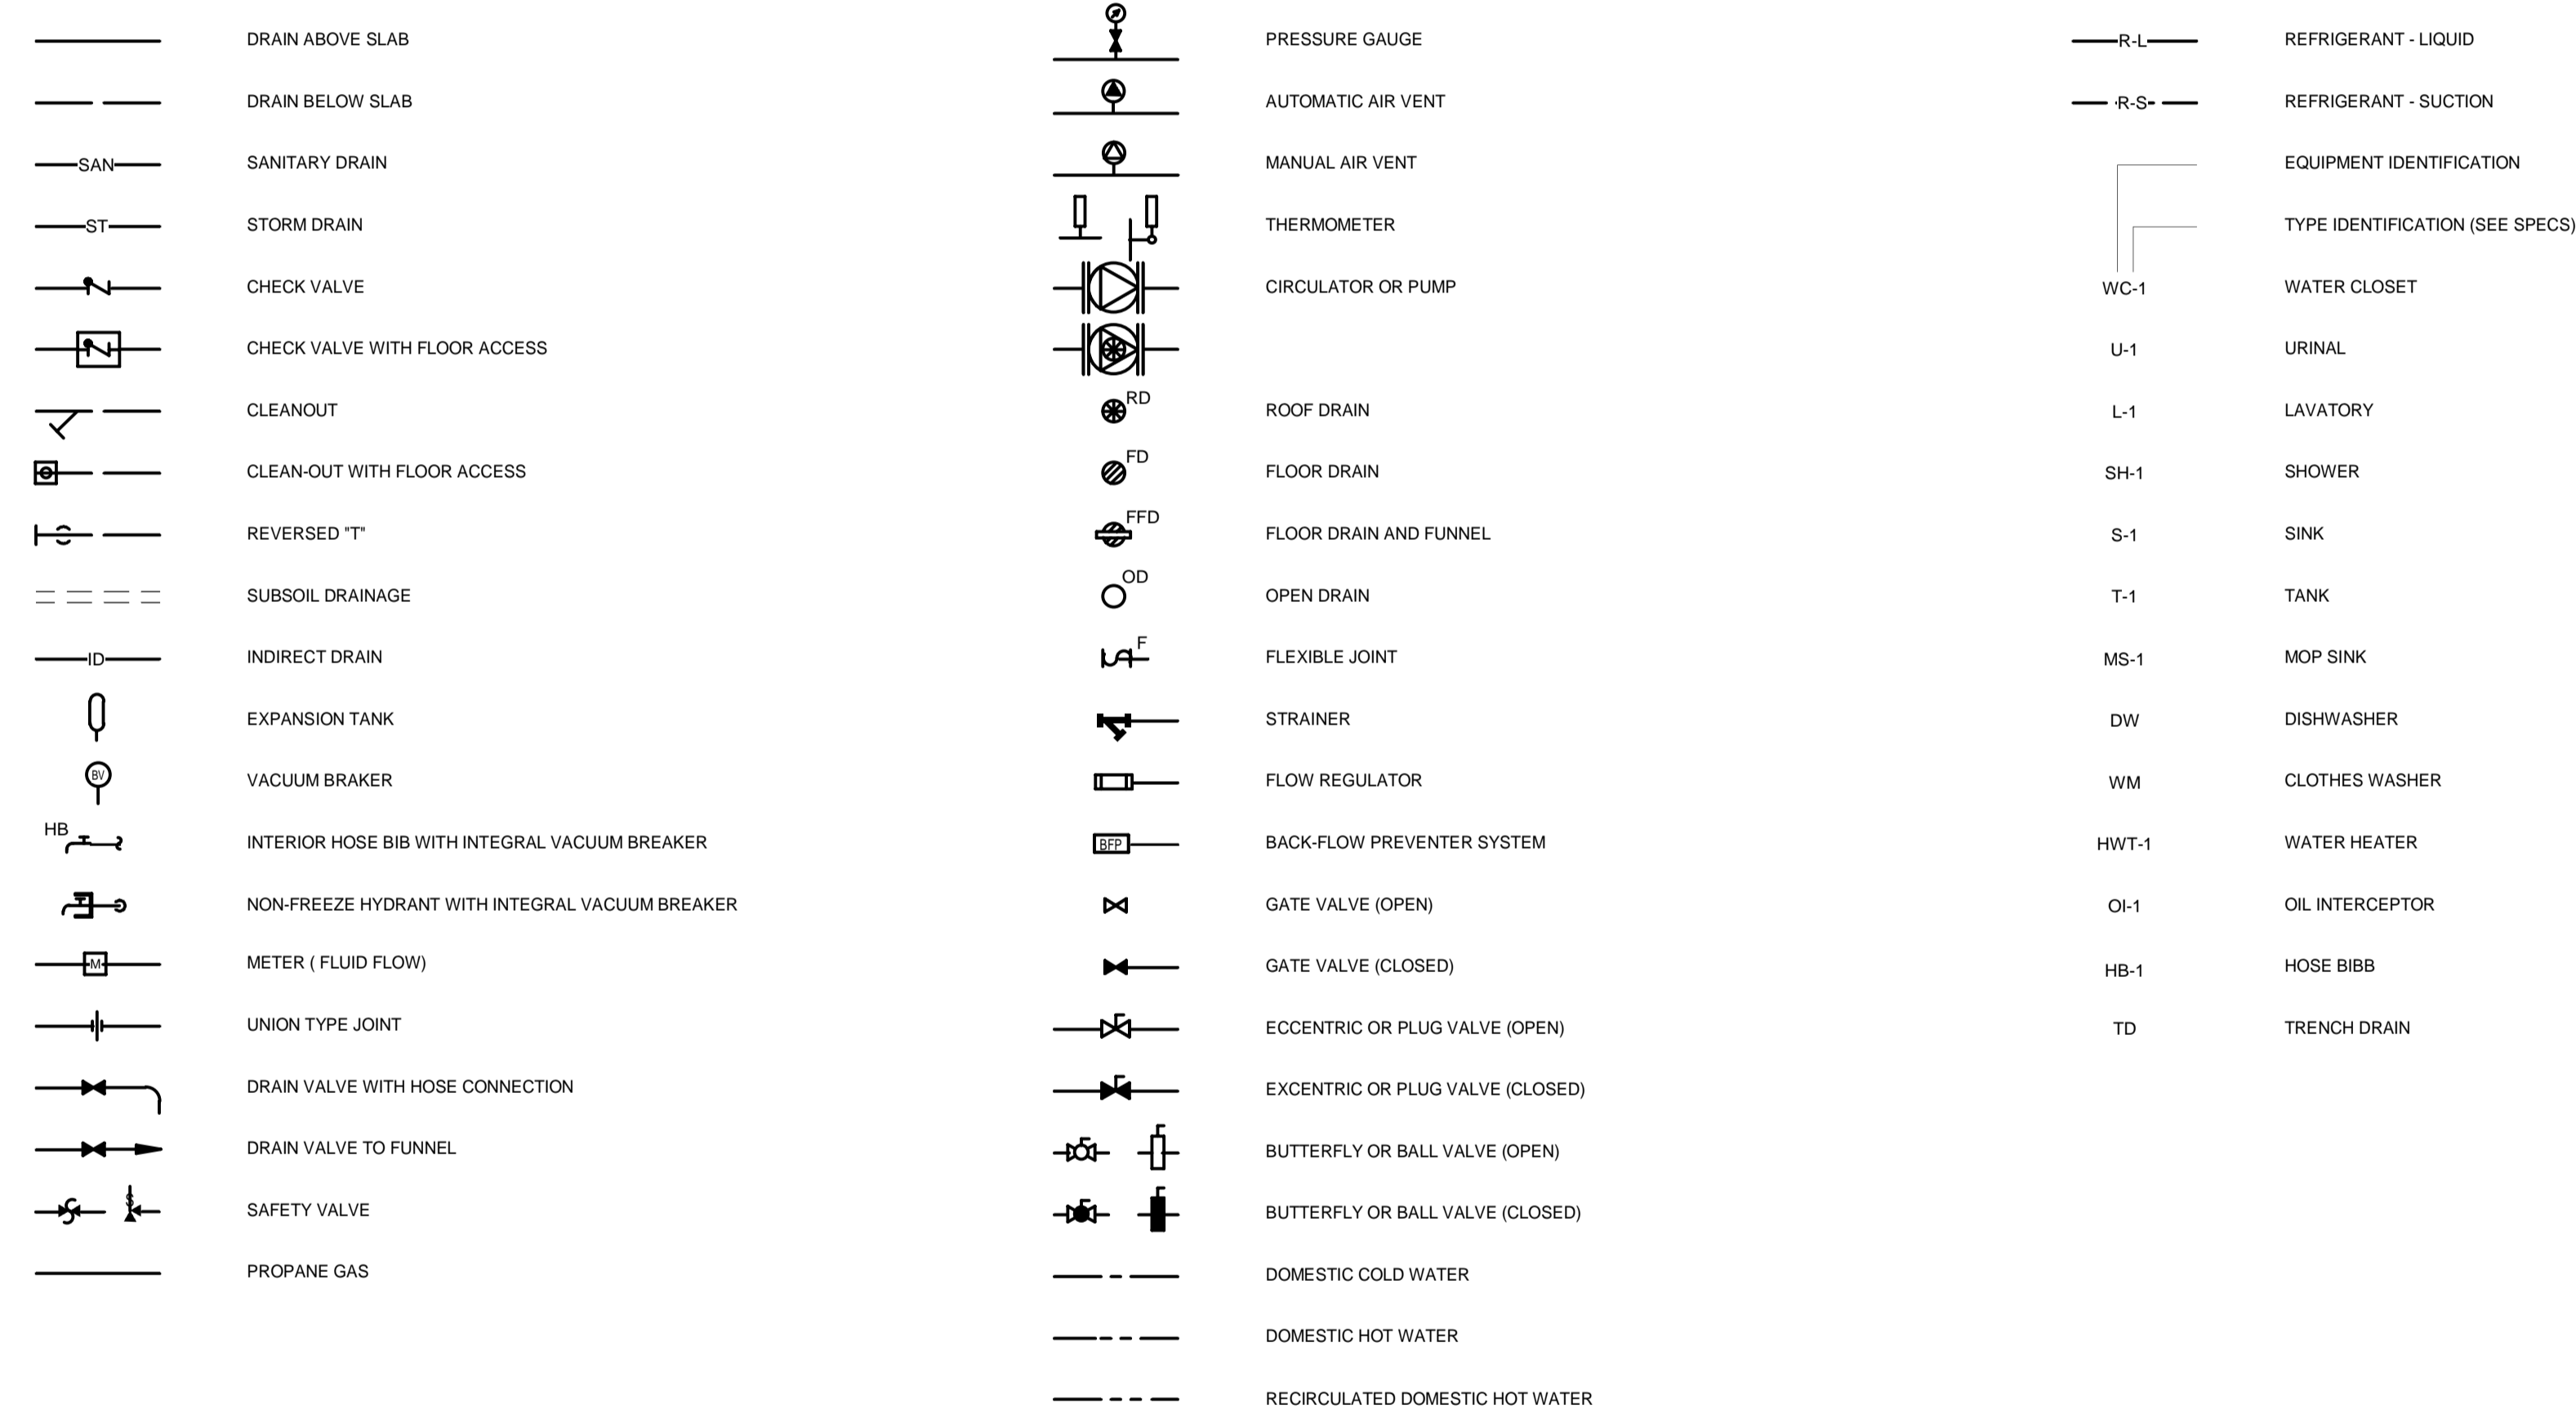 DRAIN ABOVE SLAB
DRAIN BELOW SLAB
SAN SANITARY DRAIN
ST STORM DRAIN
CHECK VALVE
CHECK VALVE WITH FLOOR ACCESS
CLEANOUT
CLEAN-OUT WITH FLOOR ACCESS
REVERSED "T"
SUBSOIL DRAINAGE
ID INDIRECT DRAIN
EXPANSION TANK
BV VACUUM BRAKER
HB INTERIOR HOSE BIB WITH INTEGRAL VACUUM BREAKER
NON-FREEZE HYDRANT WITH INTEGRAL VACUUM BREAKER
M METER ( FLUID FLOW)
UNION TYPE JOINT
DRAIN VALVE WITH HOSE CONNECTION
DRAIN VALVE TO FUNNEL
S SAFETY VALVE
PROPANE GAS
PRESSURE GAUGE
AUTOMATIC AIR VENT
MANUAL AIR VENT
THERMOMETER
CIRCULATOR OR PUMP
RD ROOF DRAIN
FD FLOOR DRAIN
FFD FLOOR DRAIN AND FUNNEL
OD OPEN DRAIN
F FLEXIBLE JOINT
STRAINER
FLOW REGULATOR
BFP BACK-FLOW PREVENTER SYSTEM
GATE VALVE (OPEN)
GATE VALVE (CLOSED)
ECCENTRIC OR PLUG VALVE (OPEN)
EXCENTRIC OR PLUG VALVE (CLOSED)
BUTTERFLY OR BALL VALVE (OPEN)
BUTTERFLY OR BALL VALVE (CLOSED)
DOMESTIC COLD WATER
DOMESTIC HOT WATER
RECIRCULATED DOMESTIC HOT WATER
R-L REFRIGERANT - LIQUID
R-S REFRIGERANT - SUCTION
EQUIPMENT IDENTIFICATION
TYPE IDENTIFICATION (SEE SPECS)
WC-1 WATER CLOSET
U-1 URINAL
L-1 LAVATORY
SH-1 SHOWER
S-1 SINK
T-1 TANK
MS-1 MOP SINK
DW DISHWASHER
WM CLOTHES WASHER
HWT-1 WATER HEATER
OI-1 OIL INTERCEPTOR
HB-1 HOSE BIBB
TD TRENCH DRAIN